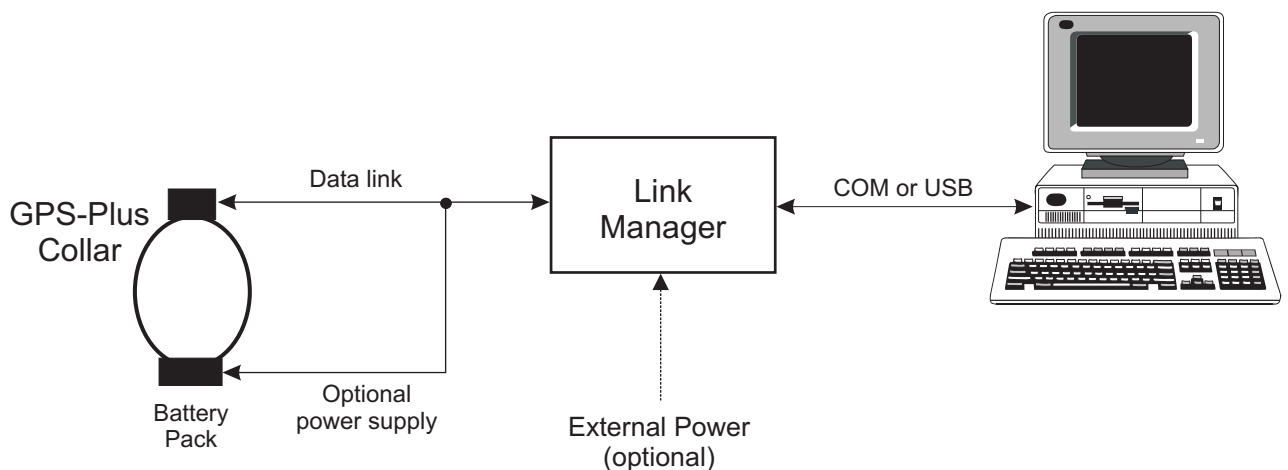 GPS-Plus
Collar
Data link
Link
Manager
COM or USB
Battery
Pack
Optional
power supply
External Power
(optional)